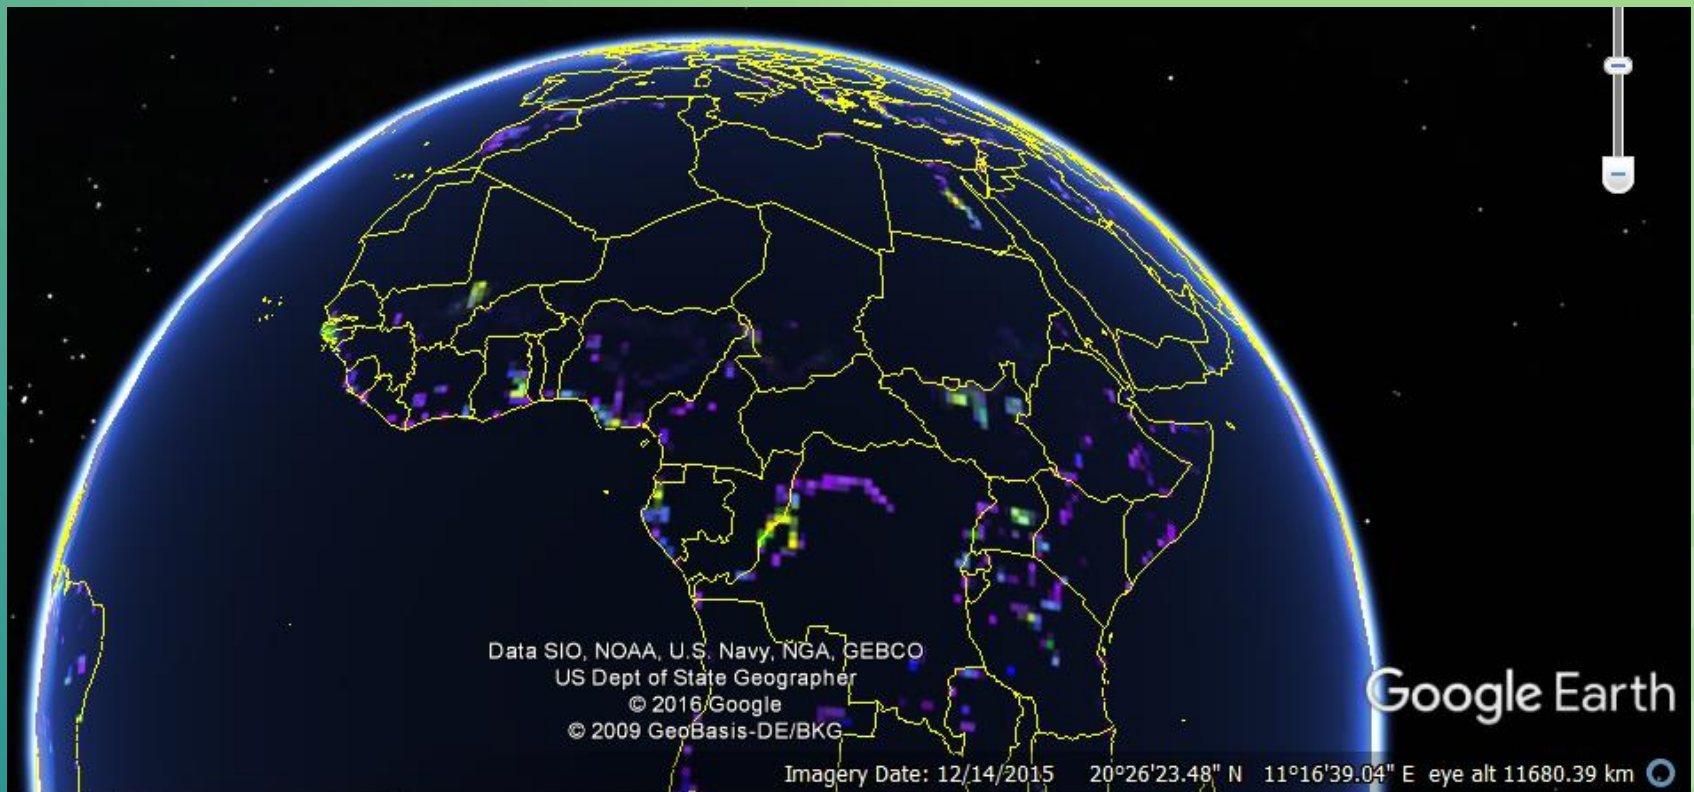 Data SIO, NOAA, U.S. Navy, NGA, GEBCO
US Dept of State Geographer
© 2016 Google
© 2009 GeoBasis-DE/BKG
Google Earth
Imagery Date: 12/14/2015 20°26'23.48" N 11°16'39.04" E eye alt 11680.39 km